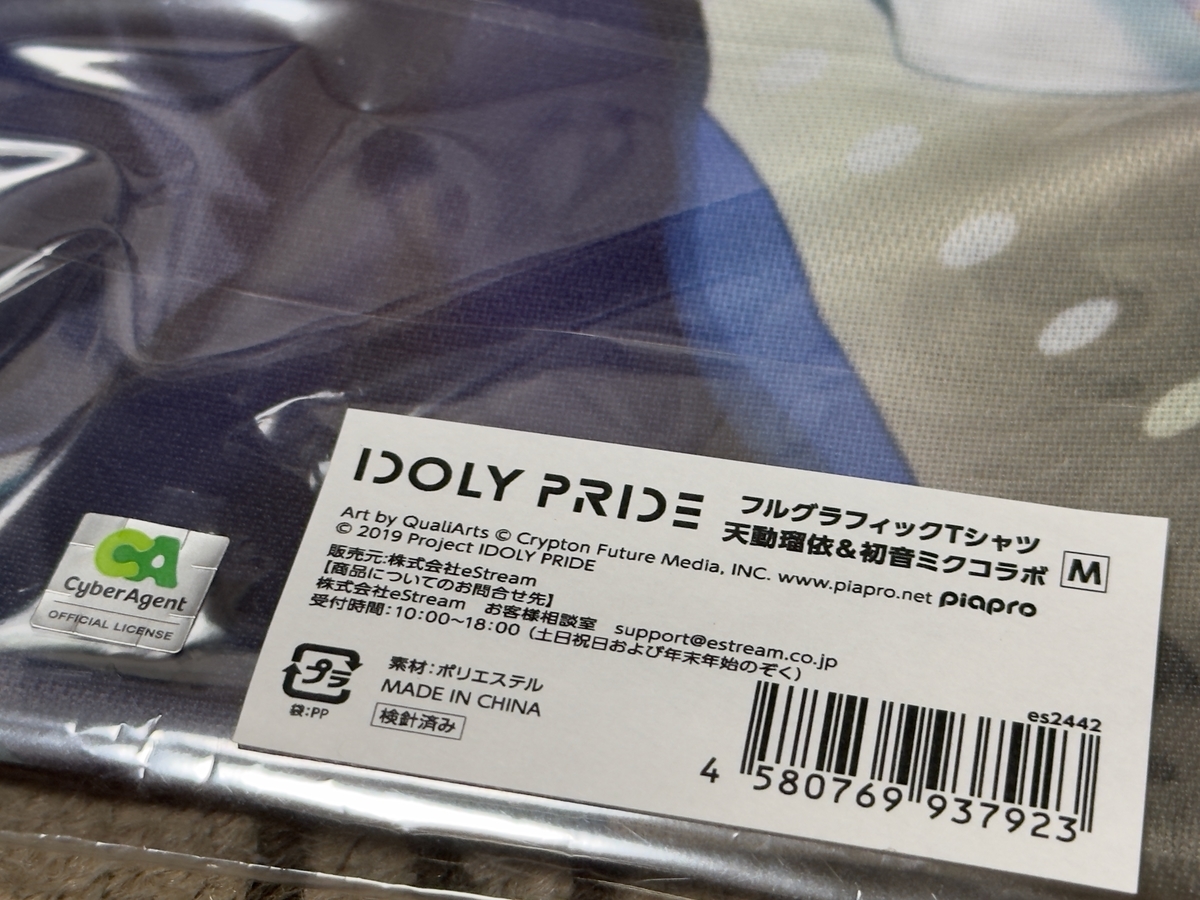 IDOLY PRIDE
フルグラフィックTシャツ
天動瑠依&初音ミクコラボ M
Art by QualiArts © Crypton Future Media, INC. www.piapro.net piapro
© 2019 Project IDOLY PRIDE
販売元:株式会社eStream
【商品についてのお問合せ先】
株式会社eStream お客様相談室 support@estream.co.jp
受付時間:10:00~18:00(土日祝日および年末年始のぞく)
プラ
袋:PP
素材:ポリエステル
MADE IN CHINA
検針済み
es2442
4 580769 937923
CA
CyberAgent
OFFICIAL LICENSE